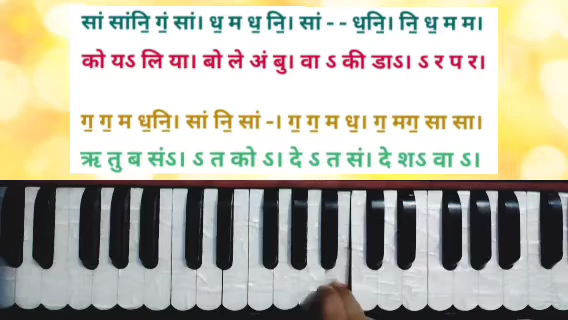 सां सांनि॒ गं॒ सां। ध॒ म ध॒ नि॒। सां - - ध॒नि॒। नि॒ ध॒ म म।
को यऽ लि या। बो ले अं बु। वा ऽ की डाऽ। ऽ र प र।
ग॒ ग॒ म ध॒नि॒। सां नि॒ सां -। ग॒ ग॒ म ध॒। ग॒ मग॒ सा सा।
ऋ तु ब संऽ। ऽ त को ऽ। दे ऽ त सं। दे शऽ वा ऽ।